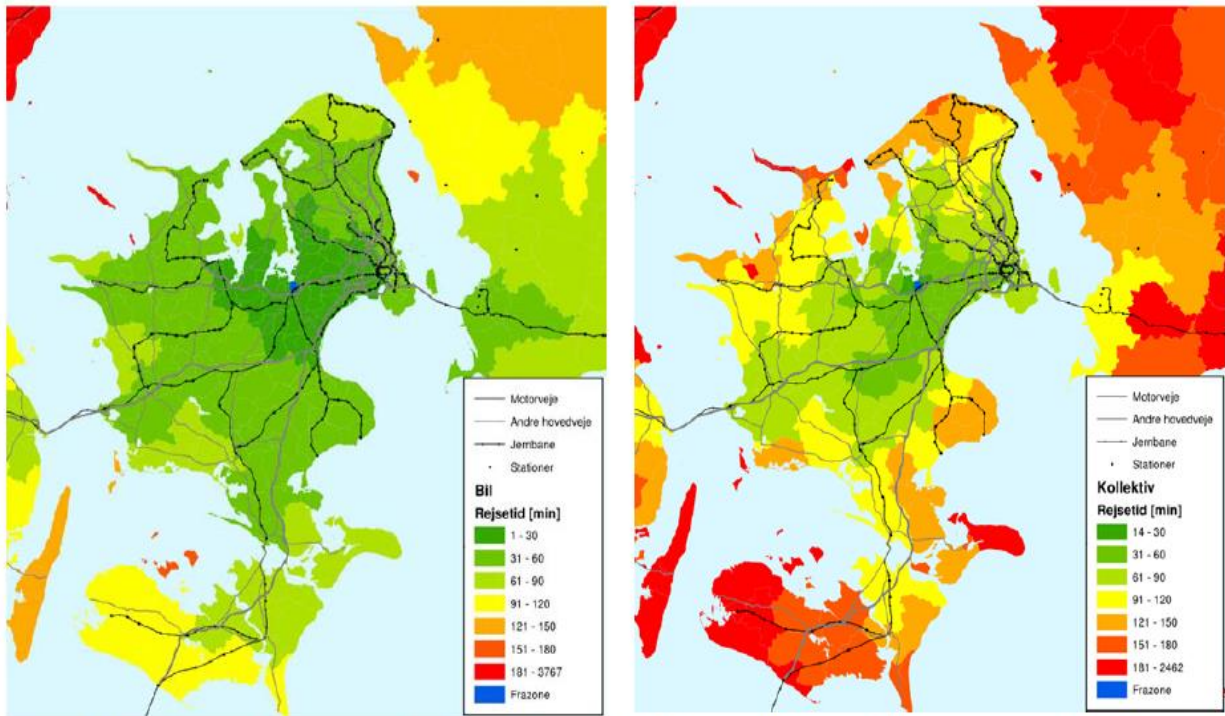 Motorveje
Andre hovedveje
Jernbane
Stationer
Bil
Rejsetid [min]
1 - 30
31 - 60
61 - 90
91 - 120
121 - 150
151 - 180
181 - 3767
Frazone
Motorveje
Andre hovedveje
Jernbane
Stationer
Kollektiv
Rejsetid [min]
14 - 30
31 - 60
61 - 90
91 - 120
121 - 150
151 - 180
181 - 2462
Frazone